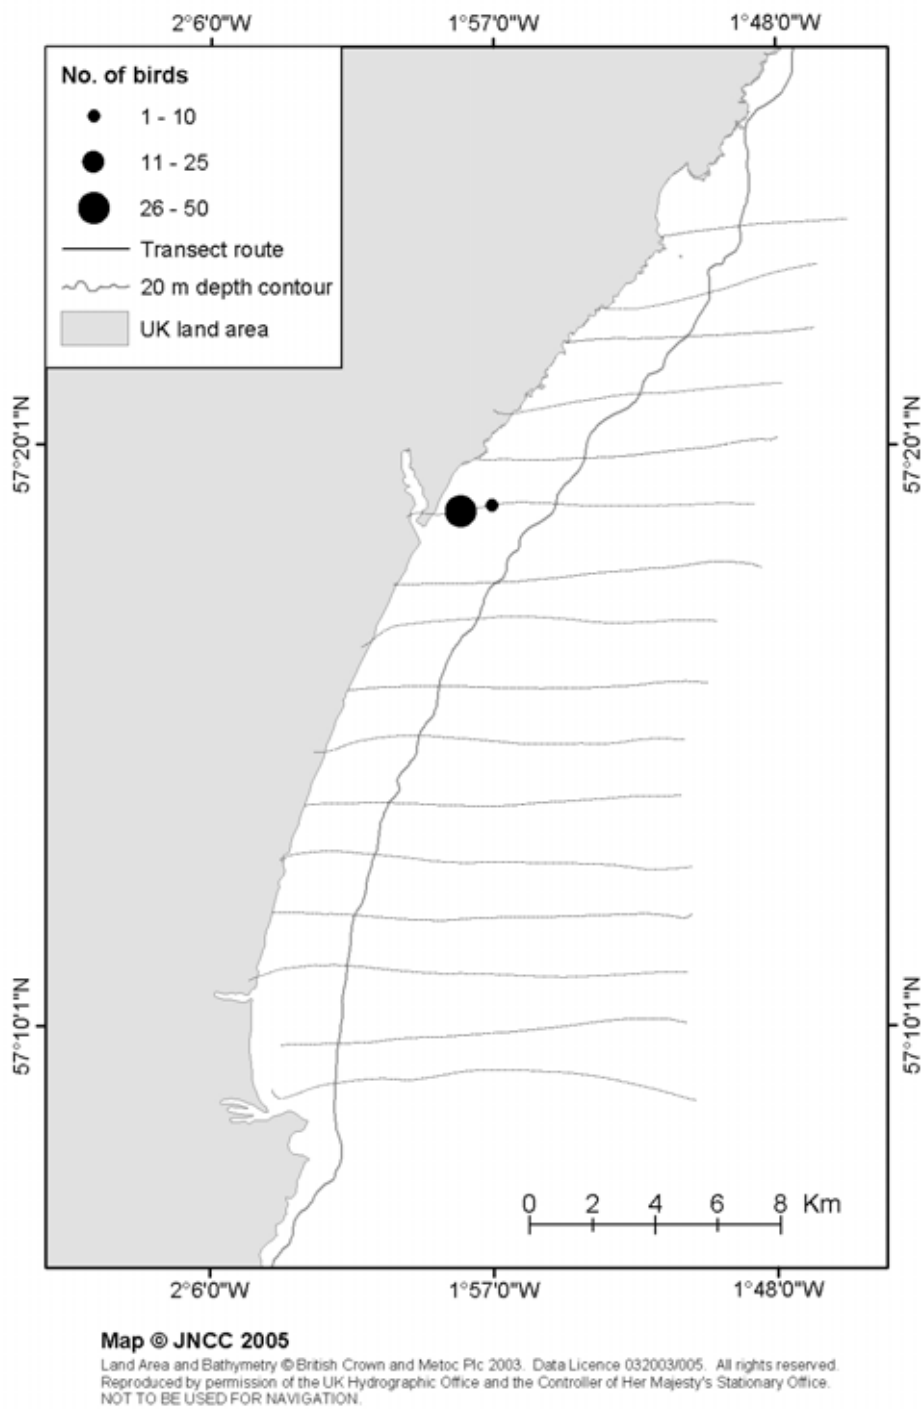 2°6'0"W 1°57'0"W 1°48'0"W
No. of birds
1 - 10
11 - 25
26 - 50
Transect route
20 m depth contour
UK land area
57°20'1"N 57°20'1"N
57°10'1"N 57°10'1"N
0 2 4 6 8 Km
2°6'0"W 1°57'0"W 1°48'0"W
Map © JNCC 2005
Land Area and Bathymetry © British Crown and Metoc Plc 2003. Data Licence 032003/005. All rights reserved.
Reproduced by permission of the UK Hydrographic Office and the Controller of Her Majesty's Stationary Office.
NOT TO BE USED FOR NAVIGATION.